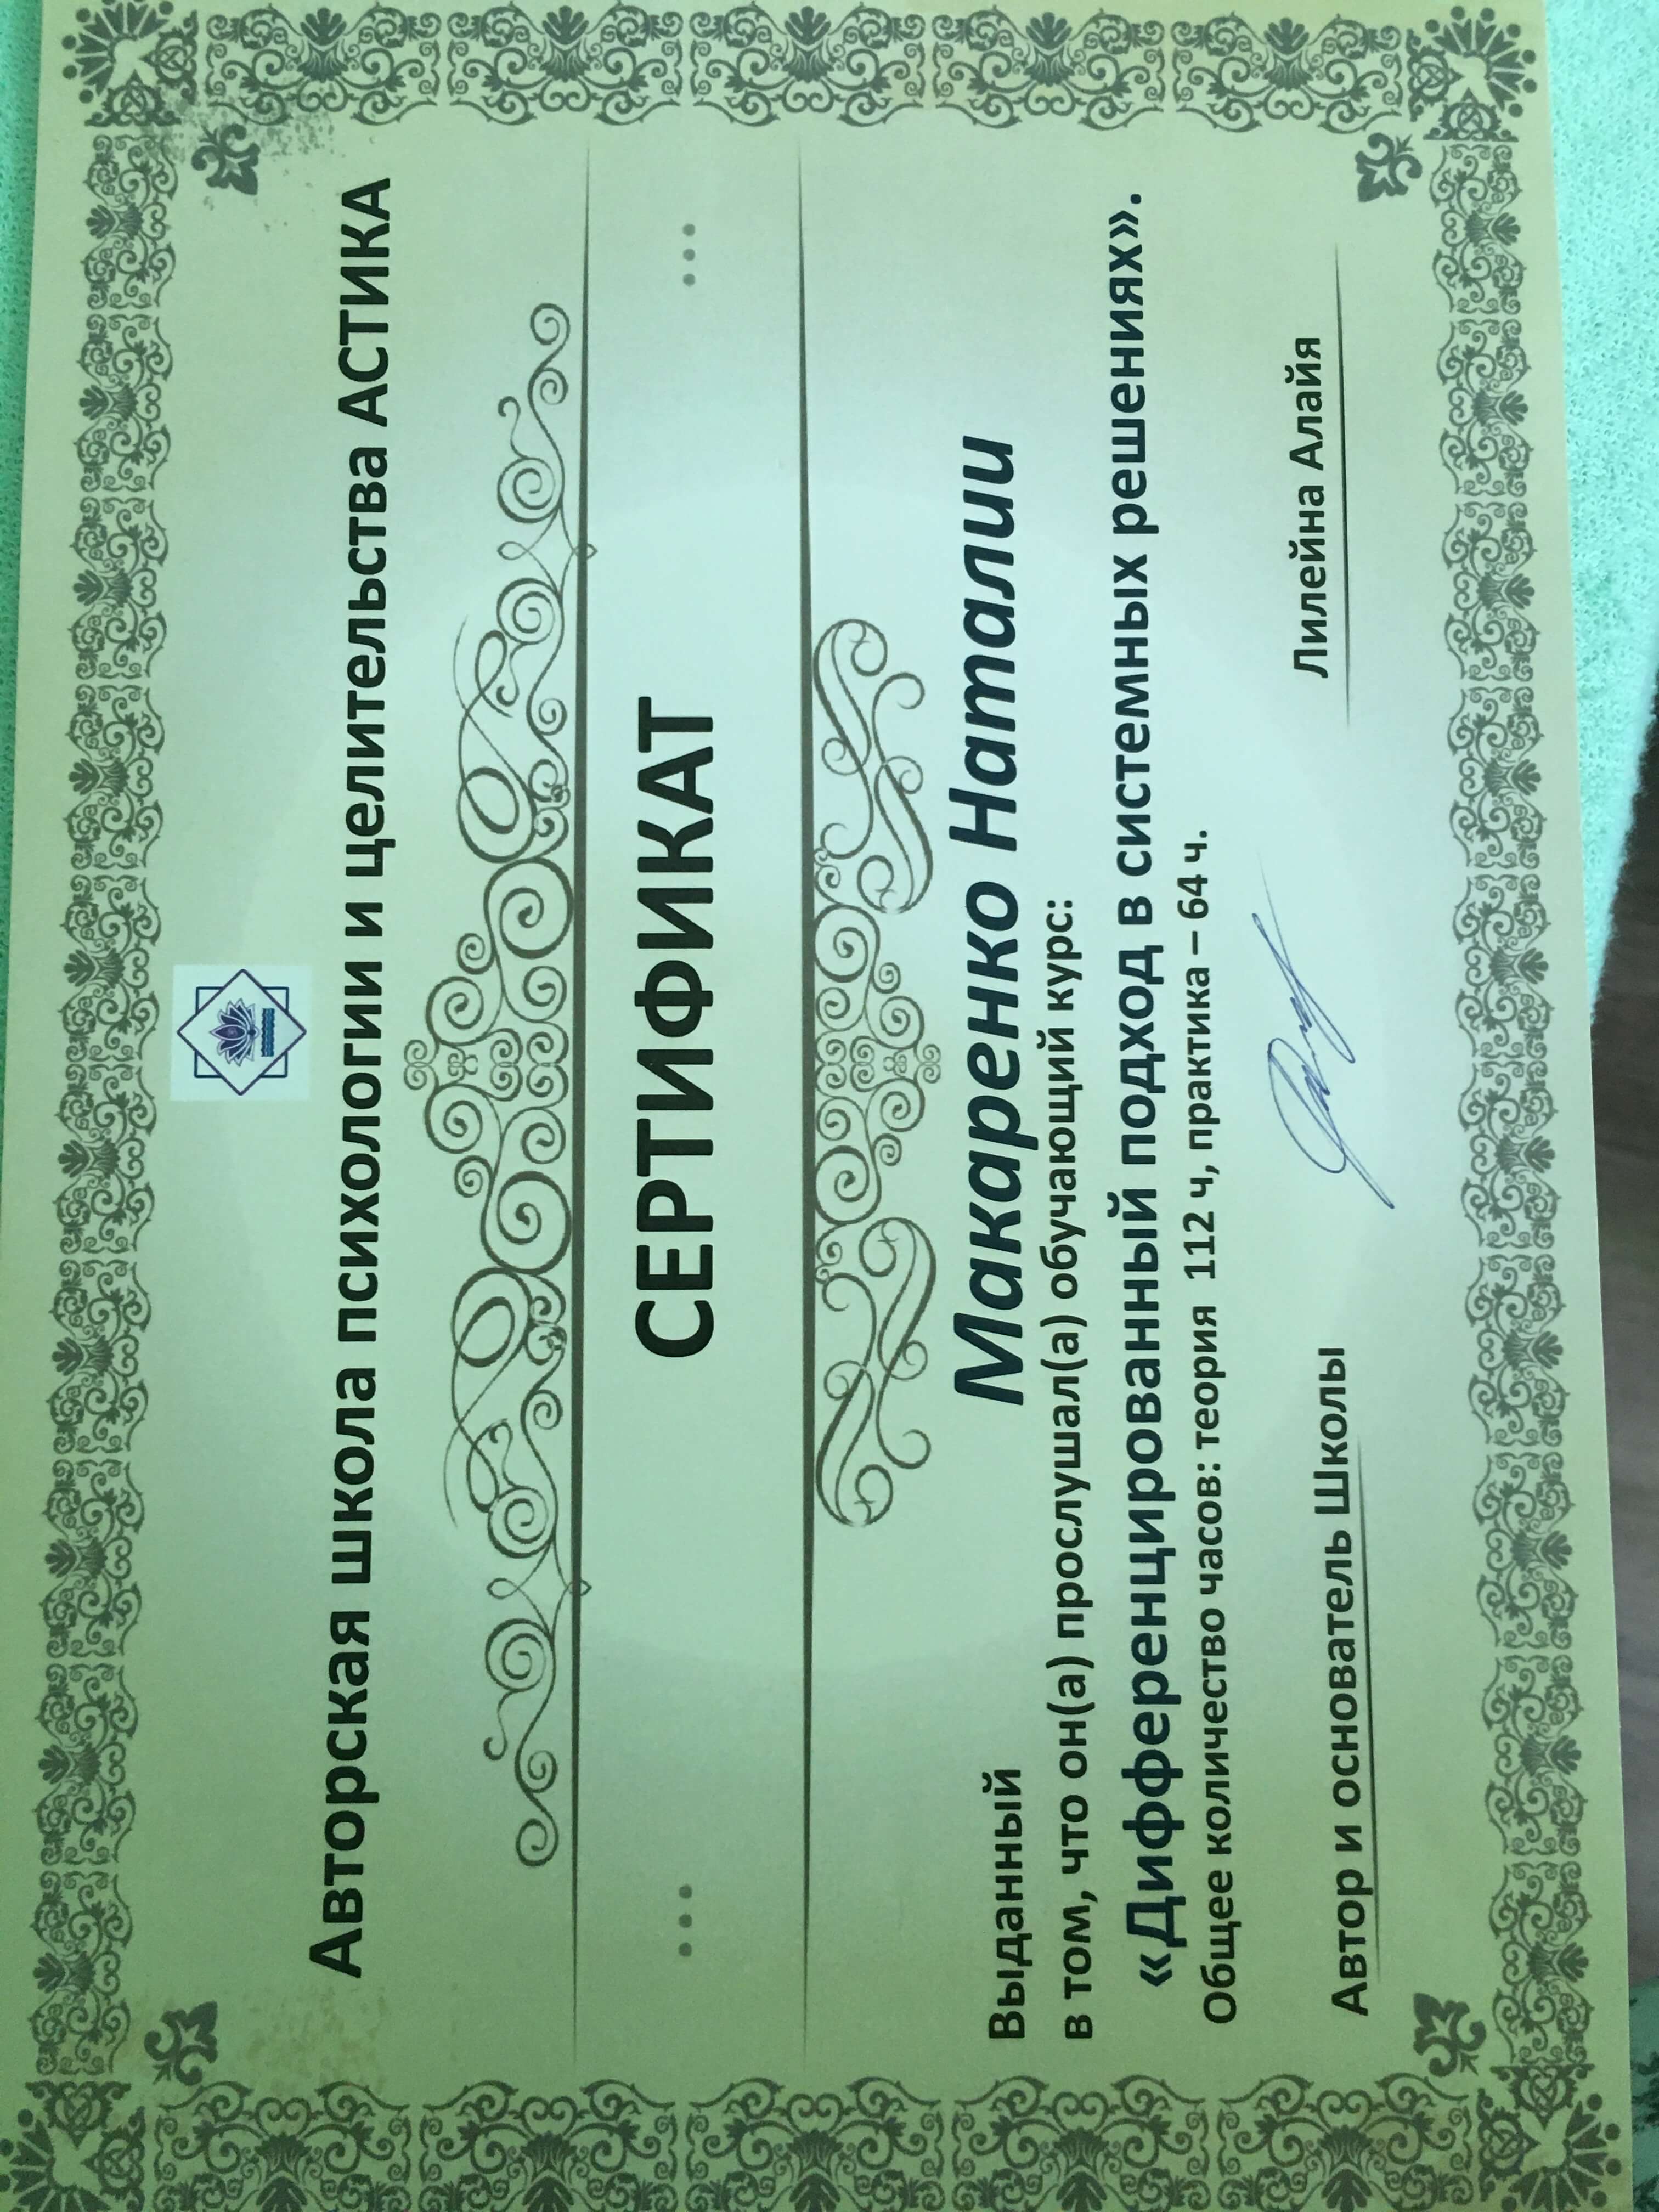 Авторская школа психологии и целительства АСТИКА
СЕРТИФИКАТ
Выданный Макаренко Наталии
в том, что он(а) прослушал(а) обучающий курс:
«Дифференцированный подход в системных решениях».
Общее количество часов: теория 112 ч, практика – 64 ч.
Автор и основатель Школы Лилейна Алайя